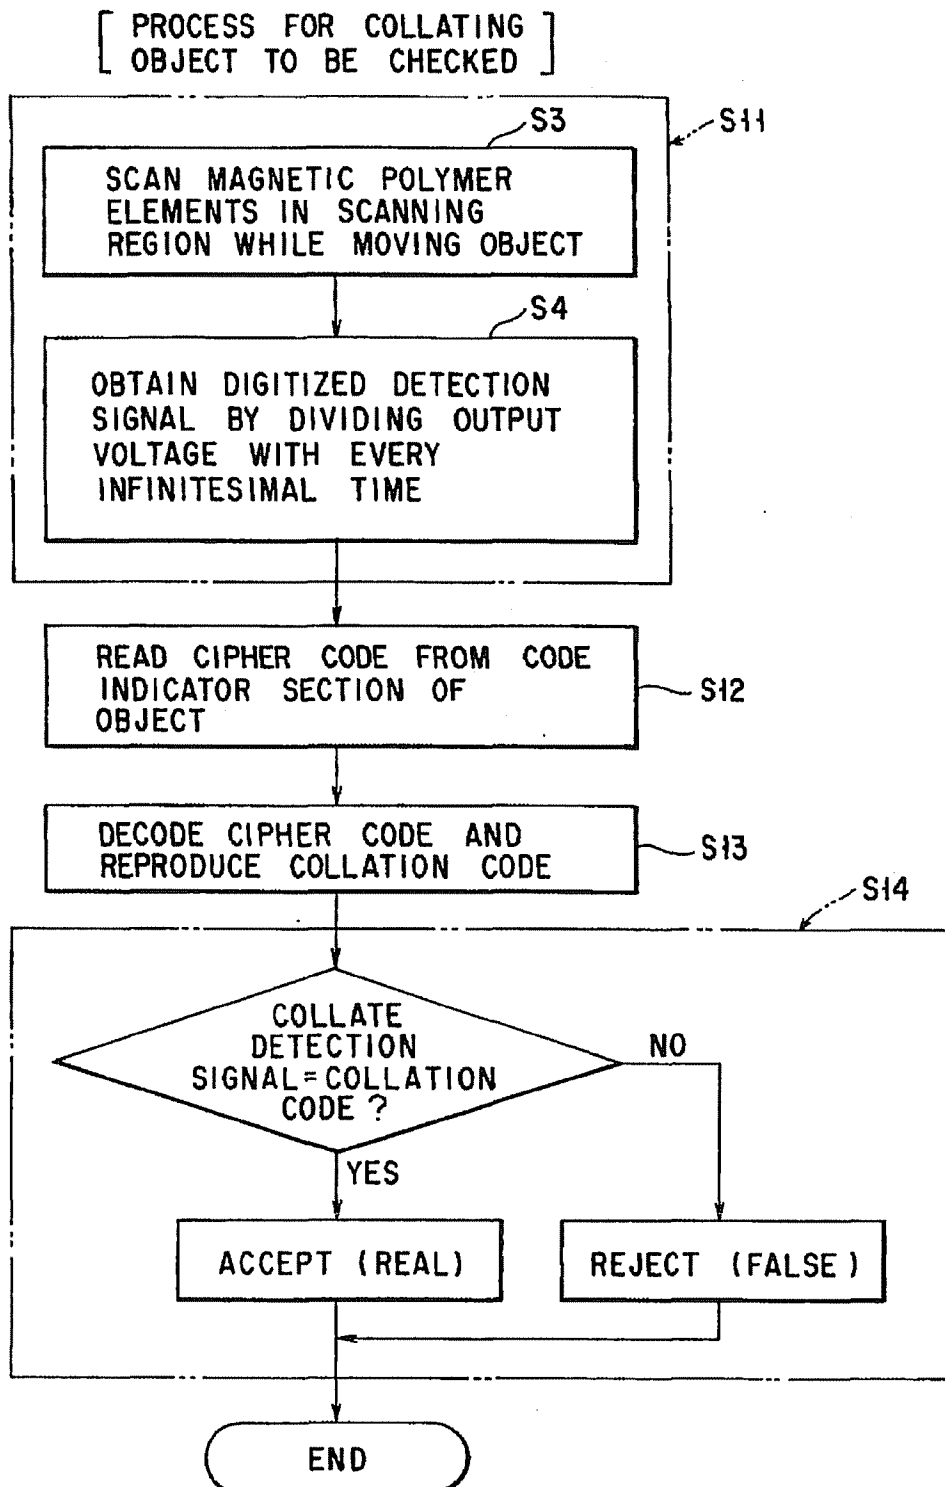 [ PROCESS FOR COLLATING
OBJECT TO BE CHECKED ]
S11
S3
SCAN MAGNETIC POLYMER
ELEMENTS IN SCANNING
REGION WHILE MOVING OBJECT
S4
OBTAIN DIGITIZED DETECTION
SIGNAL BY DIVIDING OUTPUT
VOLTAGE WITH EVERY
INFINITESIMAL TIME
READ CIPHER CODE FROM CODE
INDICATOR SECTION OF
OBJECT
S12
DECODE CIPHER CODE AND
REPRODUCE COLLATION CODE
S13
S14
COLLATE
DETECTION
SIGNAL=COLLATION
CODE ?
NO
YES
ACCEPT (REAL)
REJECT (FALSE)
END